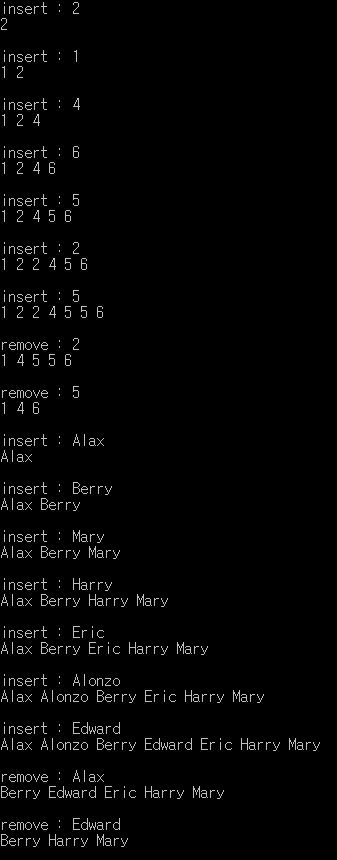 insert : 2
2
insert : 1
1 2
insert : 4
1 2 4
insert : 6
1 2 4 6
insert : 5
1 2 4 5 6
insert : 2
1 2 2 4 5 6
insert : 5
1 2 2 4 5 5 6
remove : 2
1 4 5 5 6
remove : 5
1 4 6
insert : Alax
Alax
insert : Berry
Alax Berry
insert : Mary
Alax Berry Mary
insert : Harry
Alax Berry Harry Mary
insert : Eric
Alax Berry Eric Harry Mary
insert : Alonzo
Alax Alonzo Berry Eric Harry Mary
insert : Edward
Alax Alonzo Berry Edward Eric Harry Mary
remove : Alax
Berry Edward Eric Harry Mary
remove : Edward
Berry Harry Mary